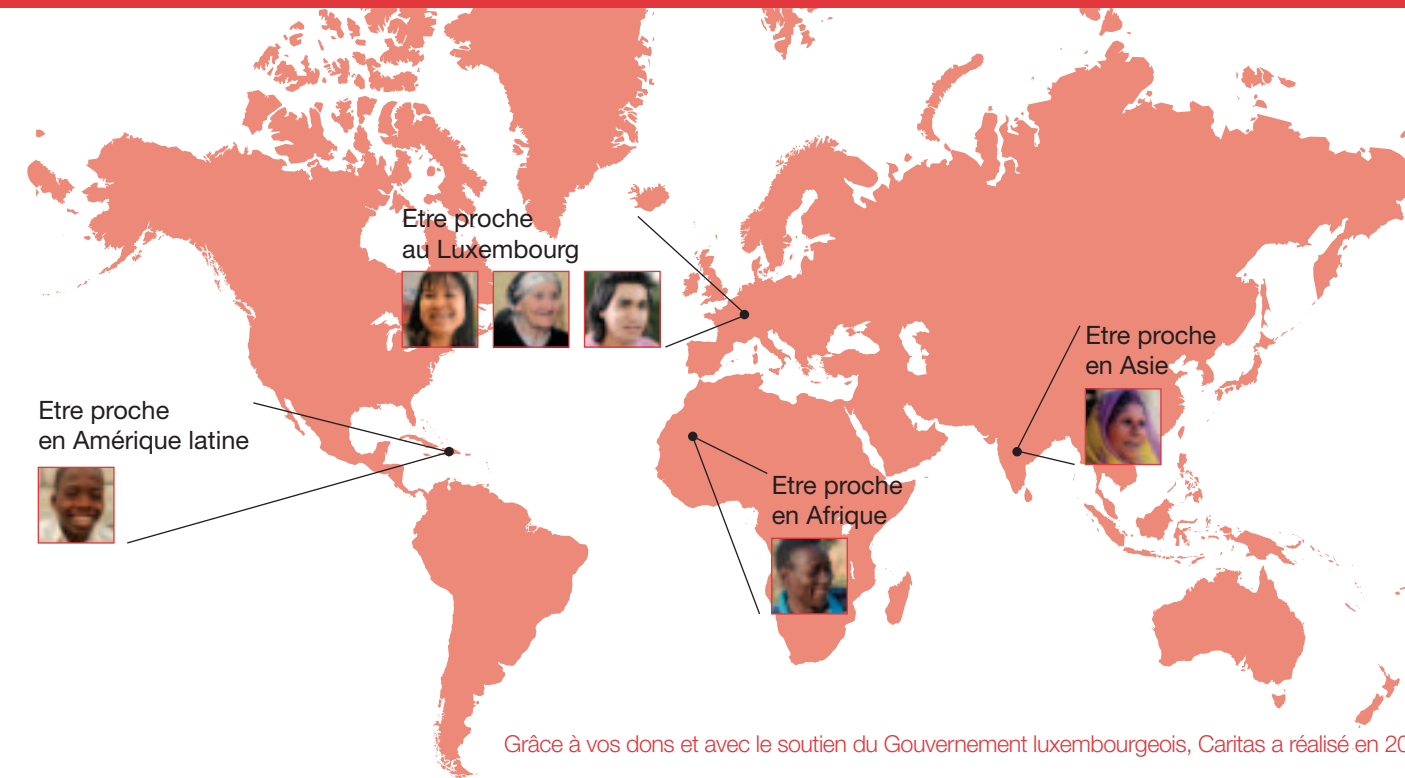 Etre proche
au Luxembourg
Etre proche
en Asie
Etre proche
en Amérique latine
Etre proche
en Afrique
Grâce à vos dons et avec le soutien du Gouvernement luxembourgeois, Caritas a réalisé en 20